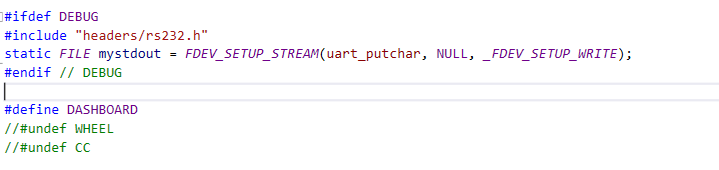 #ifdef DEBUG
#include "headers/rs232.h"
static FILE mystdout = FDEV_SETUP_STREAM(uart_putchar, NULL, _FDEV_SETUP_WRITE);
#endif // DEBUG
#define DASHBOARD
//#undef WHEEL
//#undef CC